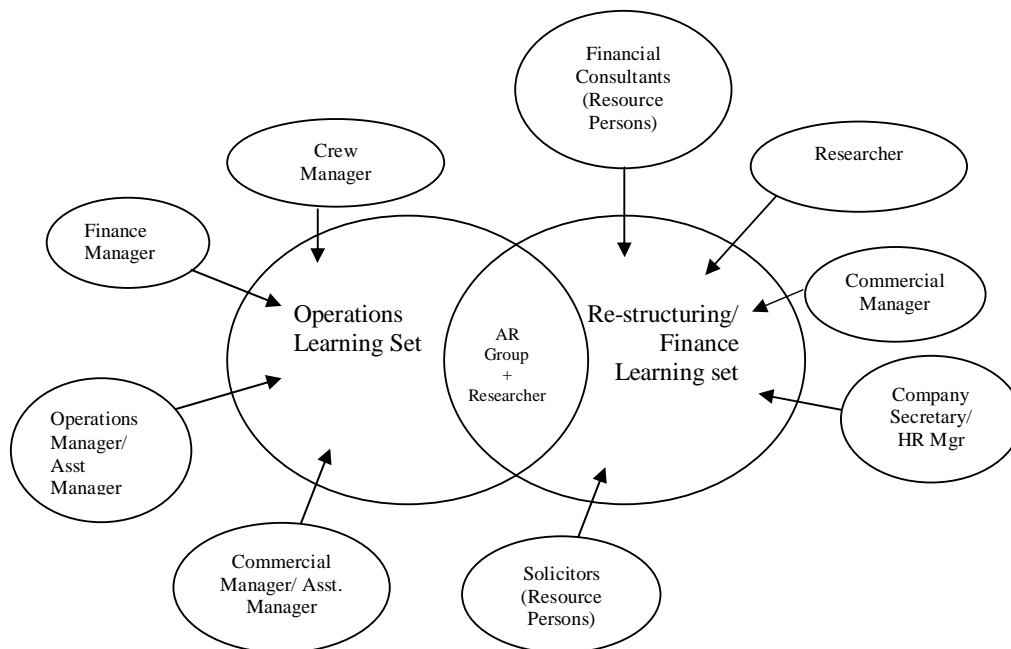 Financial
Consultants
(Resource
Persons)
Crew
Manager
Researcher
Finance
Manager
Commercial
Manager
Operations
Learning Set
AR
Group
+
Researcher
Re-structuring/
Finance
Learning set
Company
Secretary/
HR Mgr
Operations
Manager/
Asst
Manager
Commercial
Manager/ Asst.
Manager
Solicitors
(Resource
Persons)